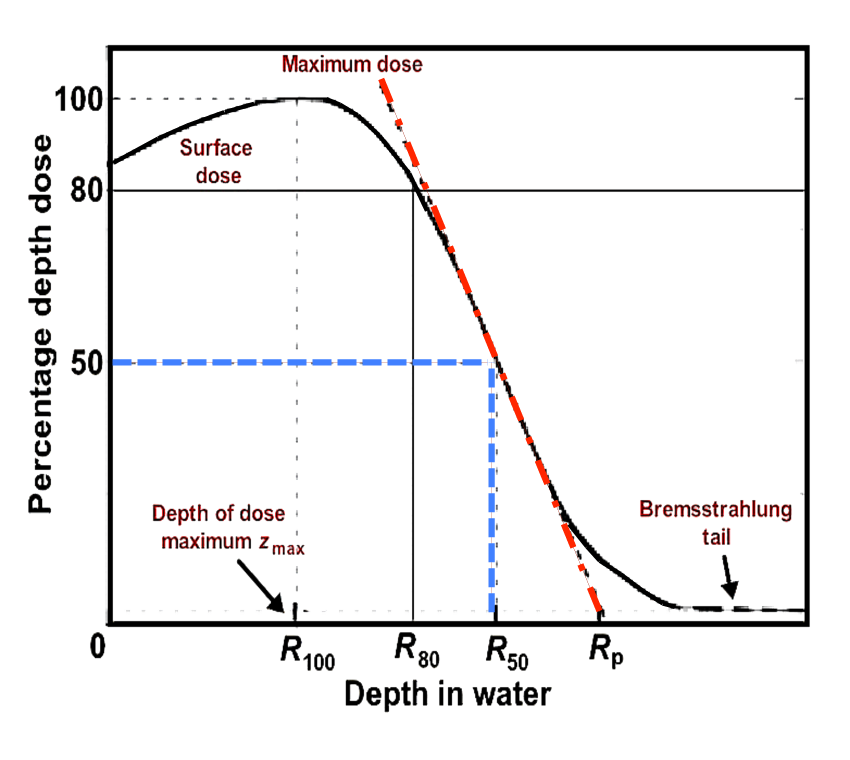 Maximum dose
100
Surface
dose
80
Percentage depth dose
50
Depth of dose
maximum zmax
Bremsstrahlung
tail
0
R100
R80
R50
Rp
Depth in water